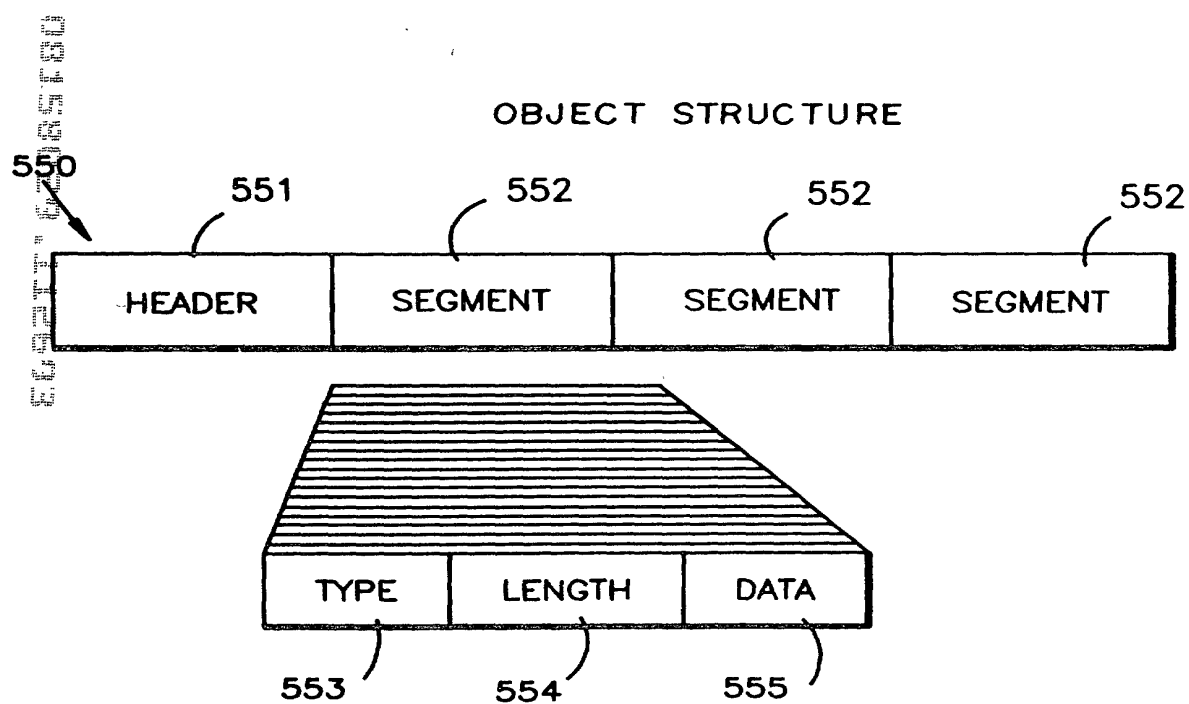 OBJECT STRUCTURE
550
551 552 552 552
HEADER SEGMENT SEGMENT SEGMENT
TYPE LENGTH DATA
553 554 555